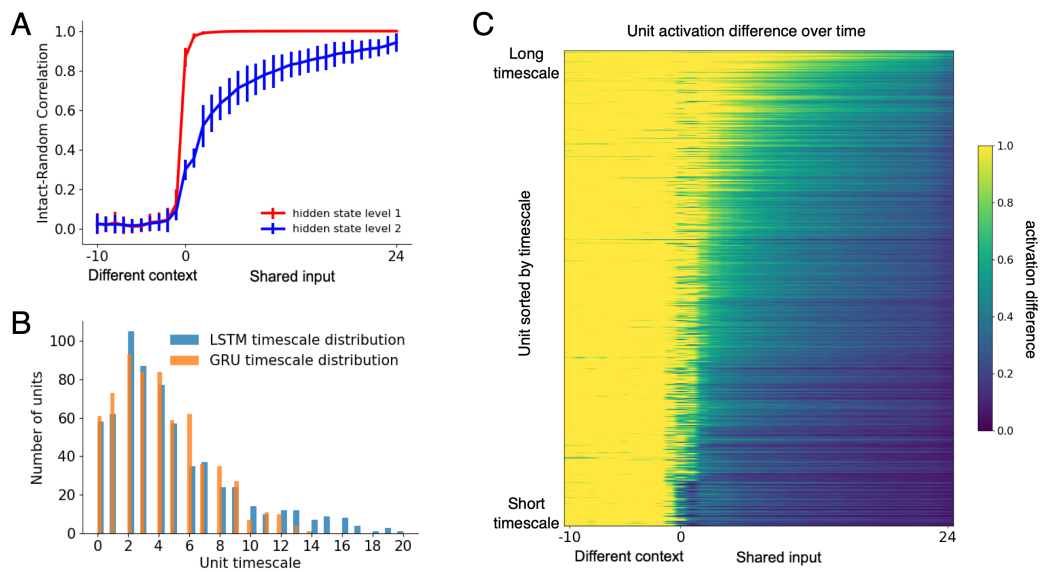 A
Intact-Random Correlation
1.0
0.8
0.6
0.4
0.2
0.0
hidden state level 1
hidden state level 2
-10
0
24
Different context
Shared input
B
Number of units
100
80
60
40
20
0
LSTM timescale distribution
GRU timescale distribution
0 2 4 6 8 10 12 14 16 18 20
Unit timescale
C
Unit activation difference over time
Long
timescale
Unit sorted by timescale
Short
timescale
-10
0
24
Different context
Shared input
1.0
0.8
0.6
0.4
0.2
0.0
activation difference